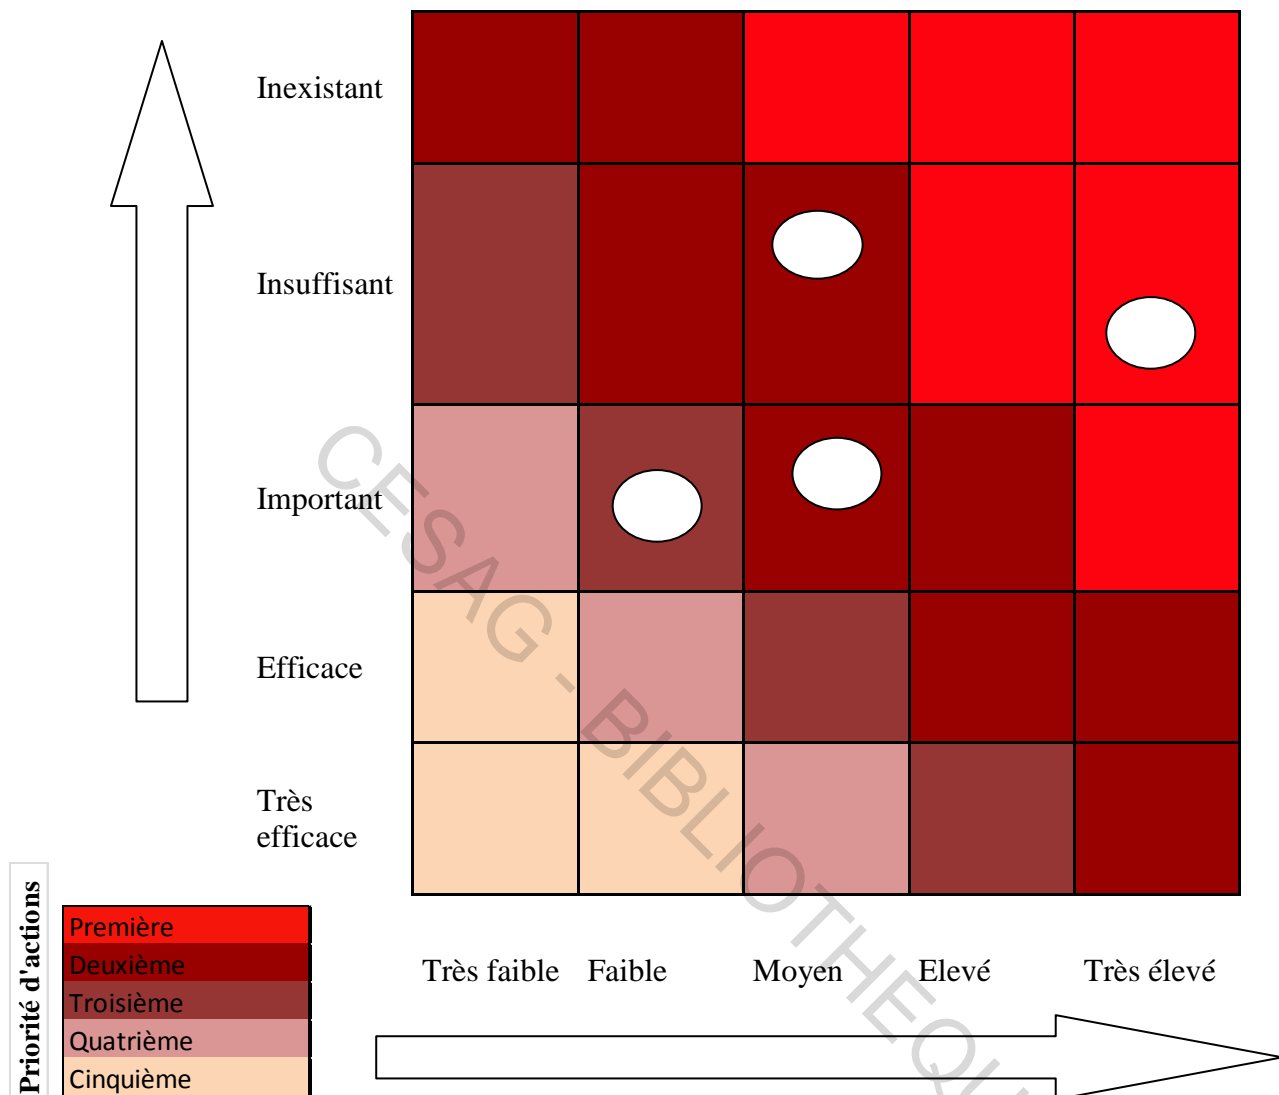 Inexistant
Insuffisant
Important
Efficace
Très
efficace
Priorité d'actions
Première
Deuxième
Troisième
Quatrième
Cinquième
Très faible Faible Moyen Elevé Très élevé
CESAG - BIBLIOTHEQU